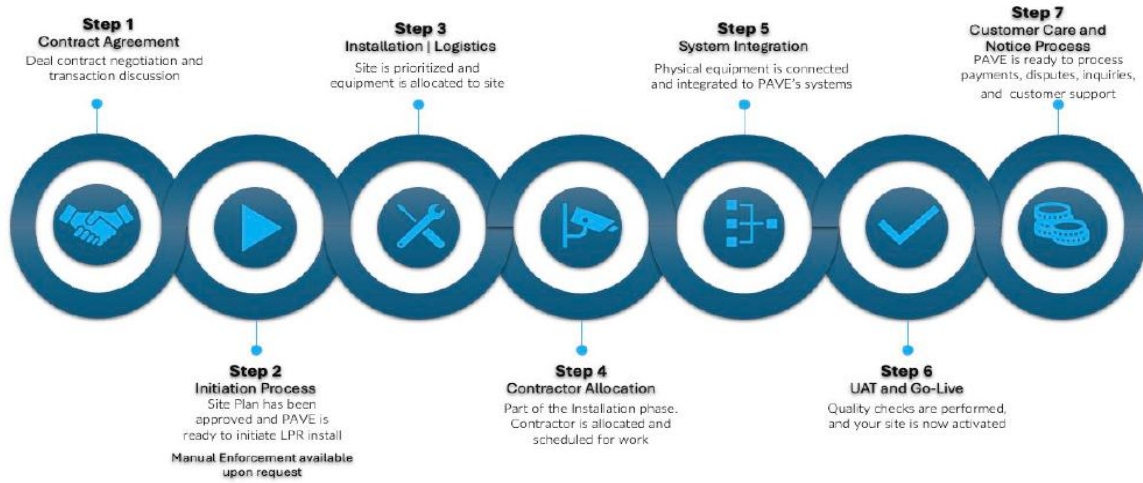 Step 1
Contract Agreement
Deal contract negotiation and
transaction discussion
Step 2
Initiation Process
Site Plan has been
approved and PAVE is
ready to initiate LPR install
Manual Enforcement available
upon request
Step 3
Installation | Logistics
Site is prioritized and
equipment is allocated to site
Step 4
Contractor Allocation
Part of the Installation phase.
Contractor is allocated and
scheduled for work
Step 5
System Integration
Physical equipment is connected
and integrated to PAVE's systems
Step 6
UAT and Go-Live
Quality checks are performed,
and your site is now activated
Step 7
Customer Care and
Notice Process
PAVE is ready to process
payments, disputes, inquiries,
and customer support